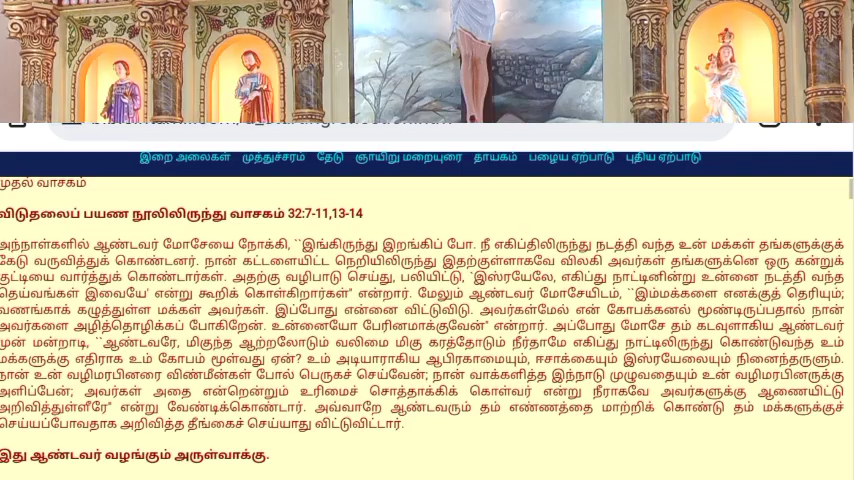 இறை அலைகள் முத்துச்சரம் தேடு ஞாயிறு மறையுரை தாயகம் பழைய ஏற்பாடு புதிய ஏற்பாடு
முதல் வாசகம்
விடுதலைப் பயண நூலிலிருந்து வாசகம் 32:7-11,13-14
அந்நாள்களில் ஆண்டவர் மோசேயை நோக்கி, ``இங்கிருந்து இறங்கிப் போ. நீ எகிப்திலிருந்து நடத்தி வந்த உன் மக்கள் தங்களுக்குக்
கேடு வருவித்துக் கொண்டனர். நான் கட்டளையிட்ட நெறியிலிருந்து இதற்குள்ளாகவே விலகி அவர்கள் தங்களுக்கென ஒரு கன்றுக்
குட்டியை வார்த்துக் கொண்டார்கள். அதற்கு வழிபாடு செய்து, பலியிட்டு, `இஸ்ரயேலே, எகிப்து நாட்டினின்று உன்னை நடத்தி வந்த
தெய்வங்கள் இவையே' என்று கூறிக் கொள்கிறார்கள்" என்றார். மேலும் ஆண்டவர் மோசேயிடம், ``இம்மக்களை எனக்குத் தெரியும்;
வணங்காக் கழுத்துள்ள மக்கள் அவர்கள். இப்போது என்னை விட்டுவிடு. அவர்கள்மேல் என் கோபக்கனல் மூண்டிருப்பதால் நான்
அவர்களை அழித்தொழிக்கப் போகிறேன். உன்னையோ பேரினமாக்குவேன்" என்றார். அப்போது மோசே தம் கடவுளாகிய ஆண்டவர்
முன் மன்றாடி, ``ஆண்டவரே, மிகுந்த ஆற்றலோடும் வலிமை மிகு கரத்தோடும் நீர்தாமே எகிப்து நாட்டிலிருந்து கொண்டுவந்த உம்
மக்களுக்கு எதிராக உம் கோபம் மூள்வது ஏன்? உம் அடியாராகிய ஆபிரகாமையும், ஈசாக்கையும் இஸ்ரயேலையும் நினைந்தருளும்.
நான் உன் வழிமரபினரை விண்மீன்கள் போல் பெருகச் செய்வேன்; நான் வாக்களித்த இந்நாடு முழுவதையும் உன் வழிமரபினருக்கு
அளிப்பேன்; அவர்கள் அதை என்றென்றும் உரிமைச் சொத்தாக்கிக் கொள்வர் என்று நீராகவே அவர்களுக்கு ஆணையிட்டு
அறிவித்துள்ளீரே" என்று வேண்டிக்கொண்டார். அவ்வாறே ஆண்டவரும் தம் எண்ணத்தை மாற்றிக் கொண்டு தம் மக்களுக்குச்
செய்யப்போவதாக அறிவித்த தீங்கைச் செய்யாது விட்டுவிட்டார்.
இது ஆண்டவர் வழங்கும் அருள்வாக்கு.